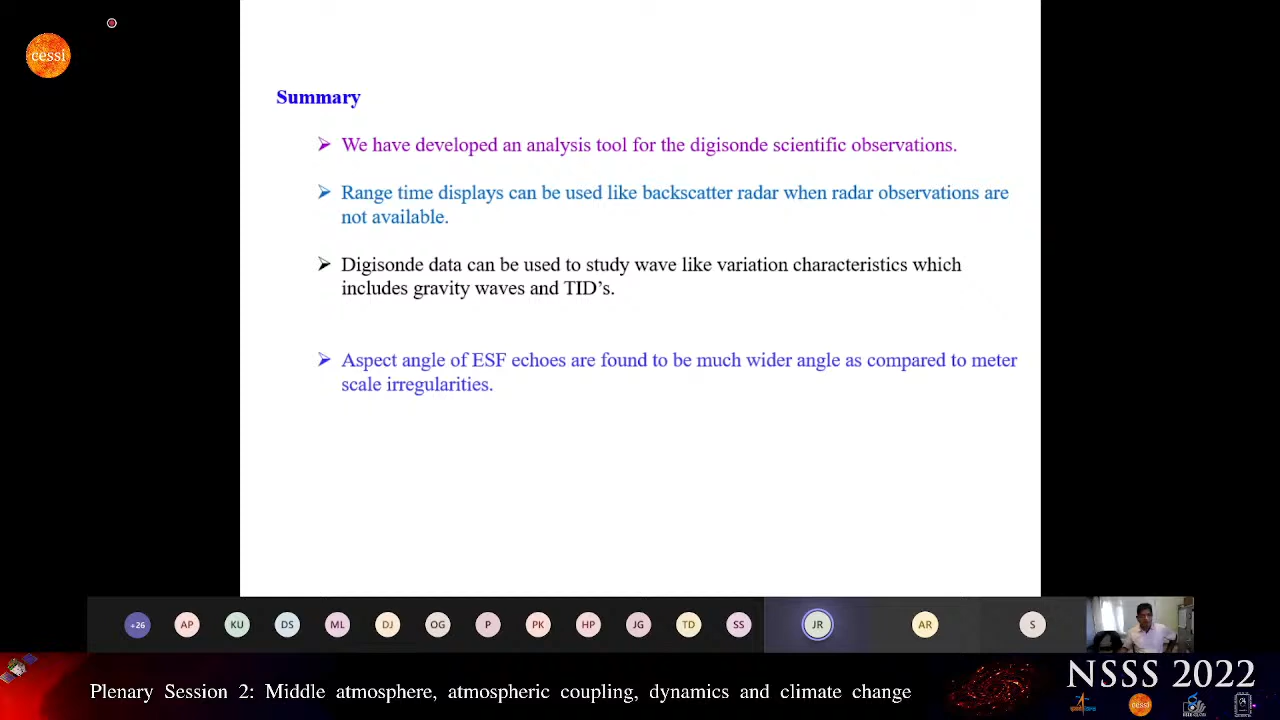 cessi
Summary
➢ We have developed an analysis tool for the digisonde scientific observations.
➢ Range time displays can be used like backscatter radar when radar observations are
not available.
➢ Digisonde data can be used to study wave like variation characteristics which
includes gravity waves and TID’s.
➢ Aspect angle of ESF echoes are found to be much wider angle as compared to meter
scale irregularities.
+26 AP KU DS ML DJ OG P PK HP JG TD SS JR AR S
NSSS 2022
Plenary Session 2: Middle atmosphere, atmospheric coupling, dynamics and climate change
cessi